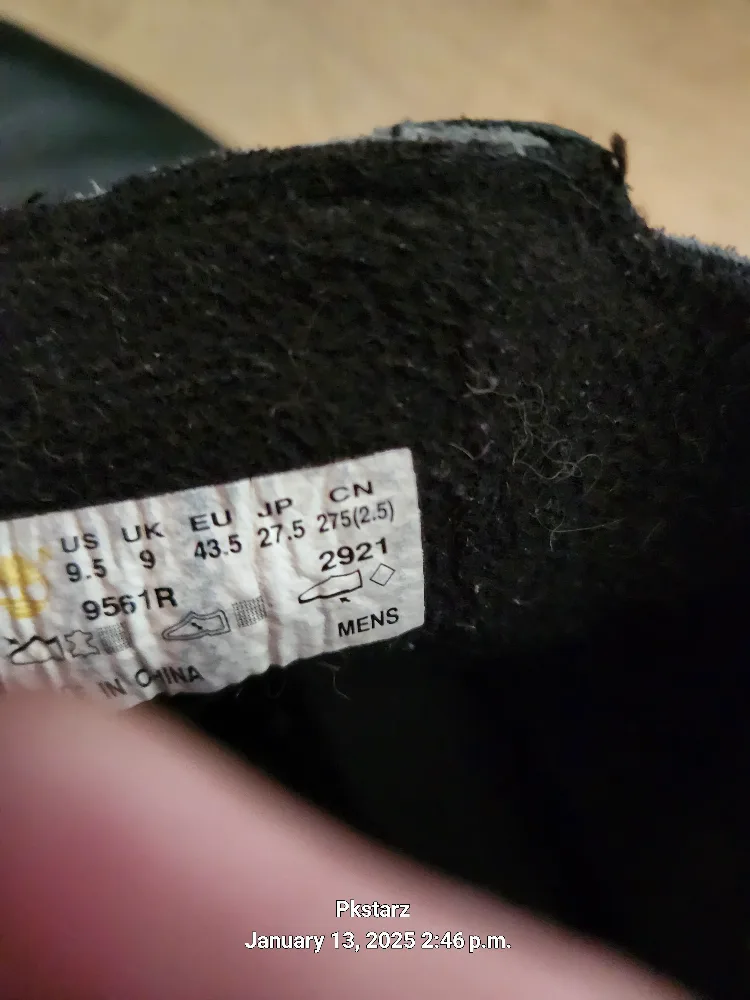 US UK EU JP CN
9.5 9 43.5 27.5 275(2.5)
9561R 2921
MENS
IN CHINA
Pkstarz
January 13, 2025 2:46 p.m.